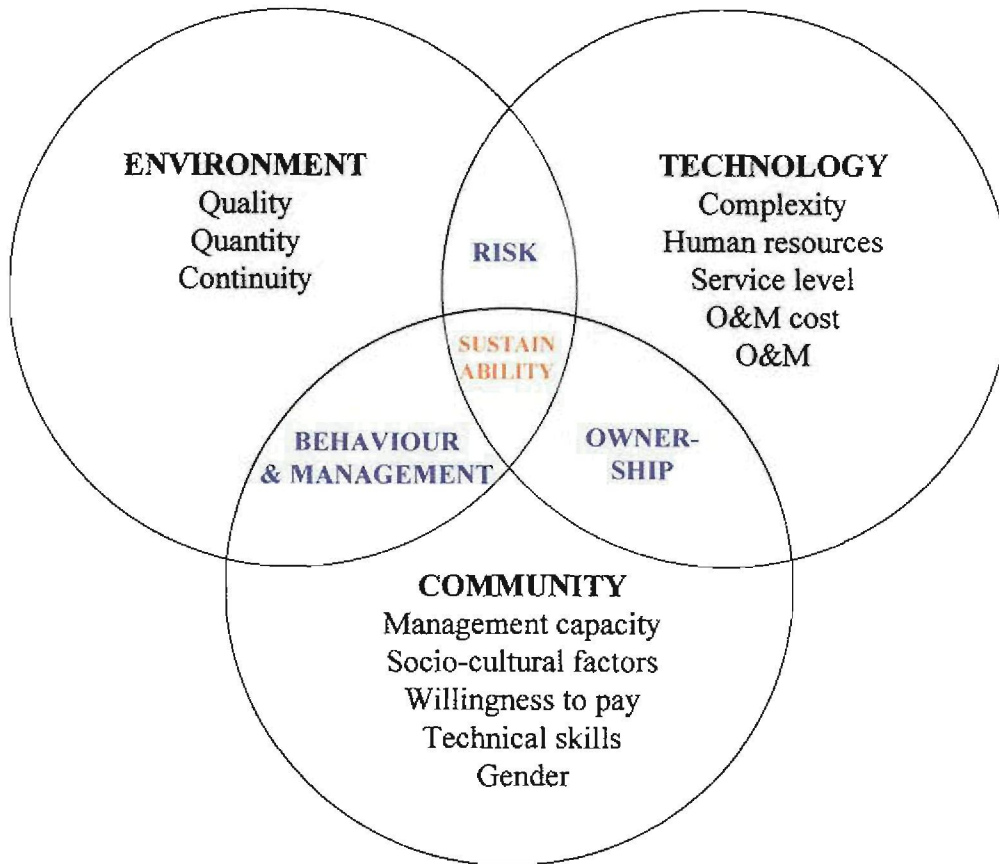 ENVIRONMENT
Quality
Quantity
Continuity
TECHNOLOGY
Complexity
Human resources
Service level
O&M cost
O&M
RISK
SUSTAIN
ABILITY
BEHAVIOUR
& MANAGEMENT
OWNER-
SHIP
COMMUNITY
Management capacity
Socio-cultural factors
Willingness to pay
Technical skills
Gender